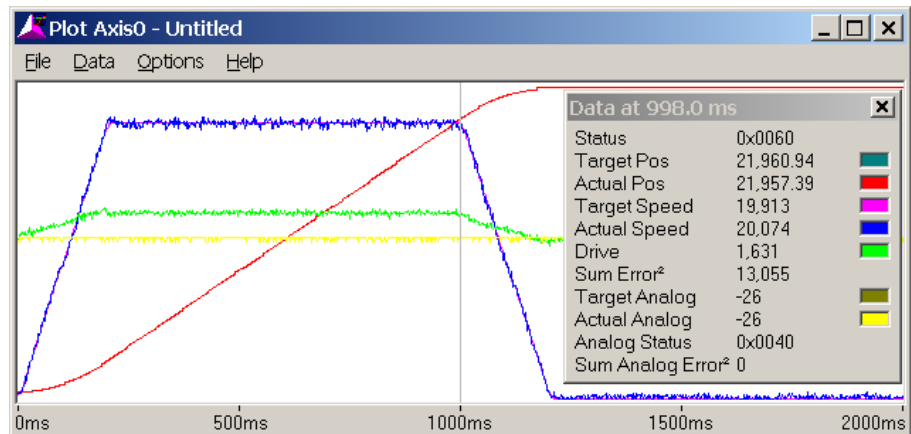 Plot Axis0 - Untitled
File Data Options Help
Data at 998.0 ms
Status 0x0060
Target Pos 21,960.94
Actual Pos 21,957.39
Target Speed 19,913
Actual Speed 20,074
Drive 1,631
Sum Error² 13,055
Target Analog -26
Actual Analog -26
Analog Status 0x0040
Sum Analog Error² 0
0ms 500ms 1000ms 1500ms 2000ms